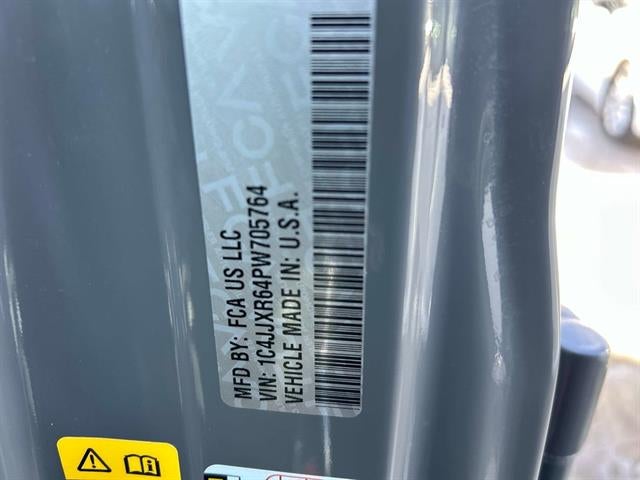 MFD BY: FCA US LLC
VIN: 1C4JJXR64PW705764
VEHICLE MADE IN: U.S.A.